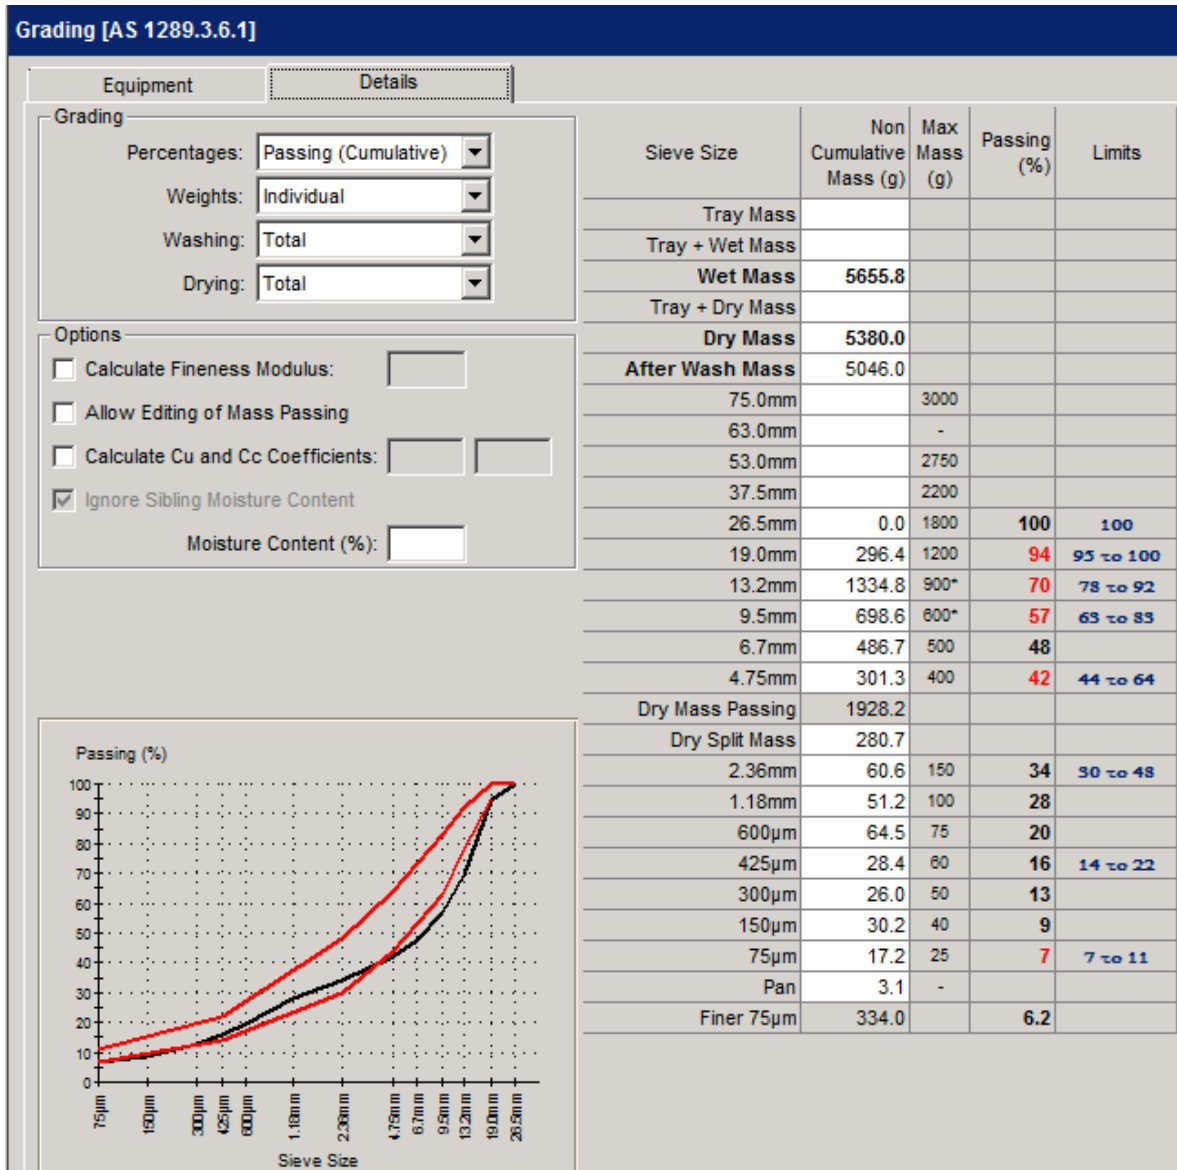 Grading [AS 1289.3.6.1]
Equipment
Details
Grading
Percentages: Passing (Cumulative)
Weights: Individual
Washing: Total
Drying: Total
Options
Calculate Fineness Modulus:
Allow Editing of Mass Passing
Calculate Cu and Cc Coefficients:
Ignore Sibling Moisture Content
Moisture Content (%):
Passing (%)
100
90
80
70
60
50
40
30
20
10
0
75µm 150µm 300µm 425µm 600µm 1.18mm 2.36mm 4.75mm 6.7mm 9.5mm 13.2mm 19.0mm 26.5mm
Sieve Size
Sieve Size Non Cumulative Mass (g) Max Mass (g) Passing (%) Limits
Tray Mass
Tray + Wet Mass
Wet Mass 5655.8
Tray + Dry Mass
Dry Mass 5380.0
After Wash Mass 5046.0
75.0mm 3000
63.0mm -
53.0mm 2750
37.5mm 2200
26.5mm 0.0 1800 100 100
19.0mm 296.4 1200 94 95 to 100
13.2mm 1334.8 900* 70 78 to 92
9.5mm 698.6 600* 57 63 to 83
6.7mm 486.7 500 48
4.75mm 301.3 400 42 44 to 64
Dry Mass Passing 1928.2
Dry Split Mass 280.7
2.36mm 60.6 150 34 30 to 48
1.18mm 51.2 100 28
600µm 64.5 75 20
425µm 28.4 60 16 14 to 22
300µm 26.0 50 13
150µm 30.2 40 9
75µm 17.2 25 7 7 to 11
Pan 3.1 -
Finer 75µm 334.0 6.2